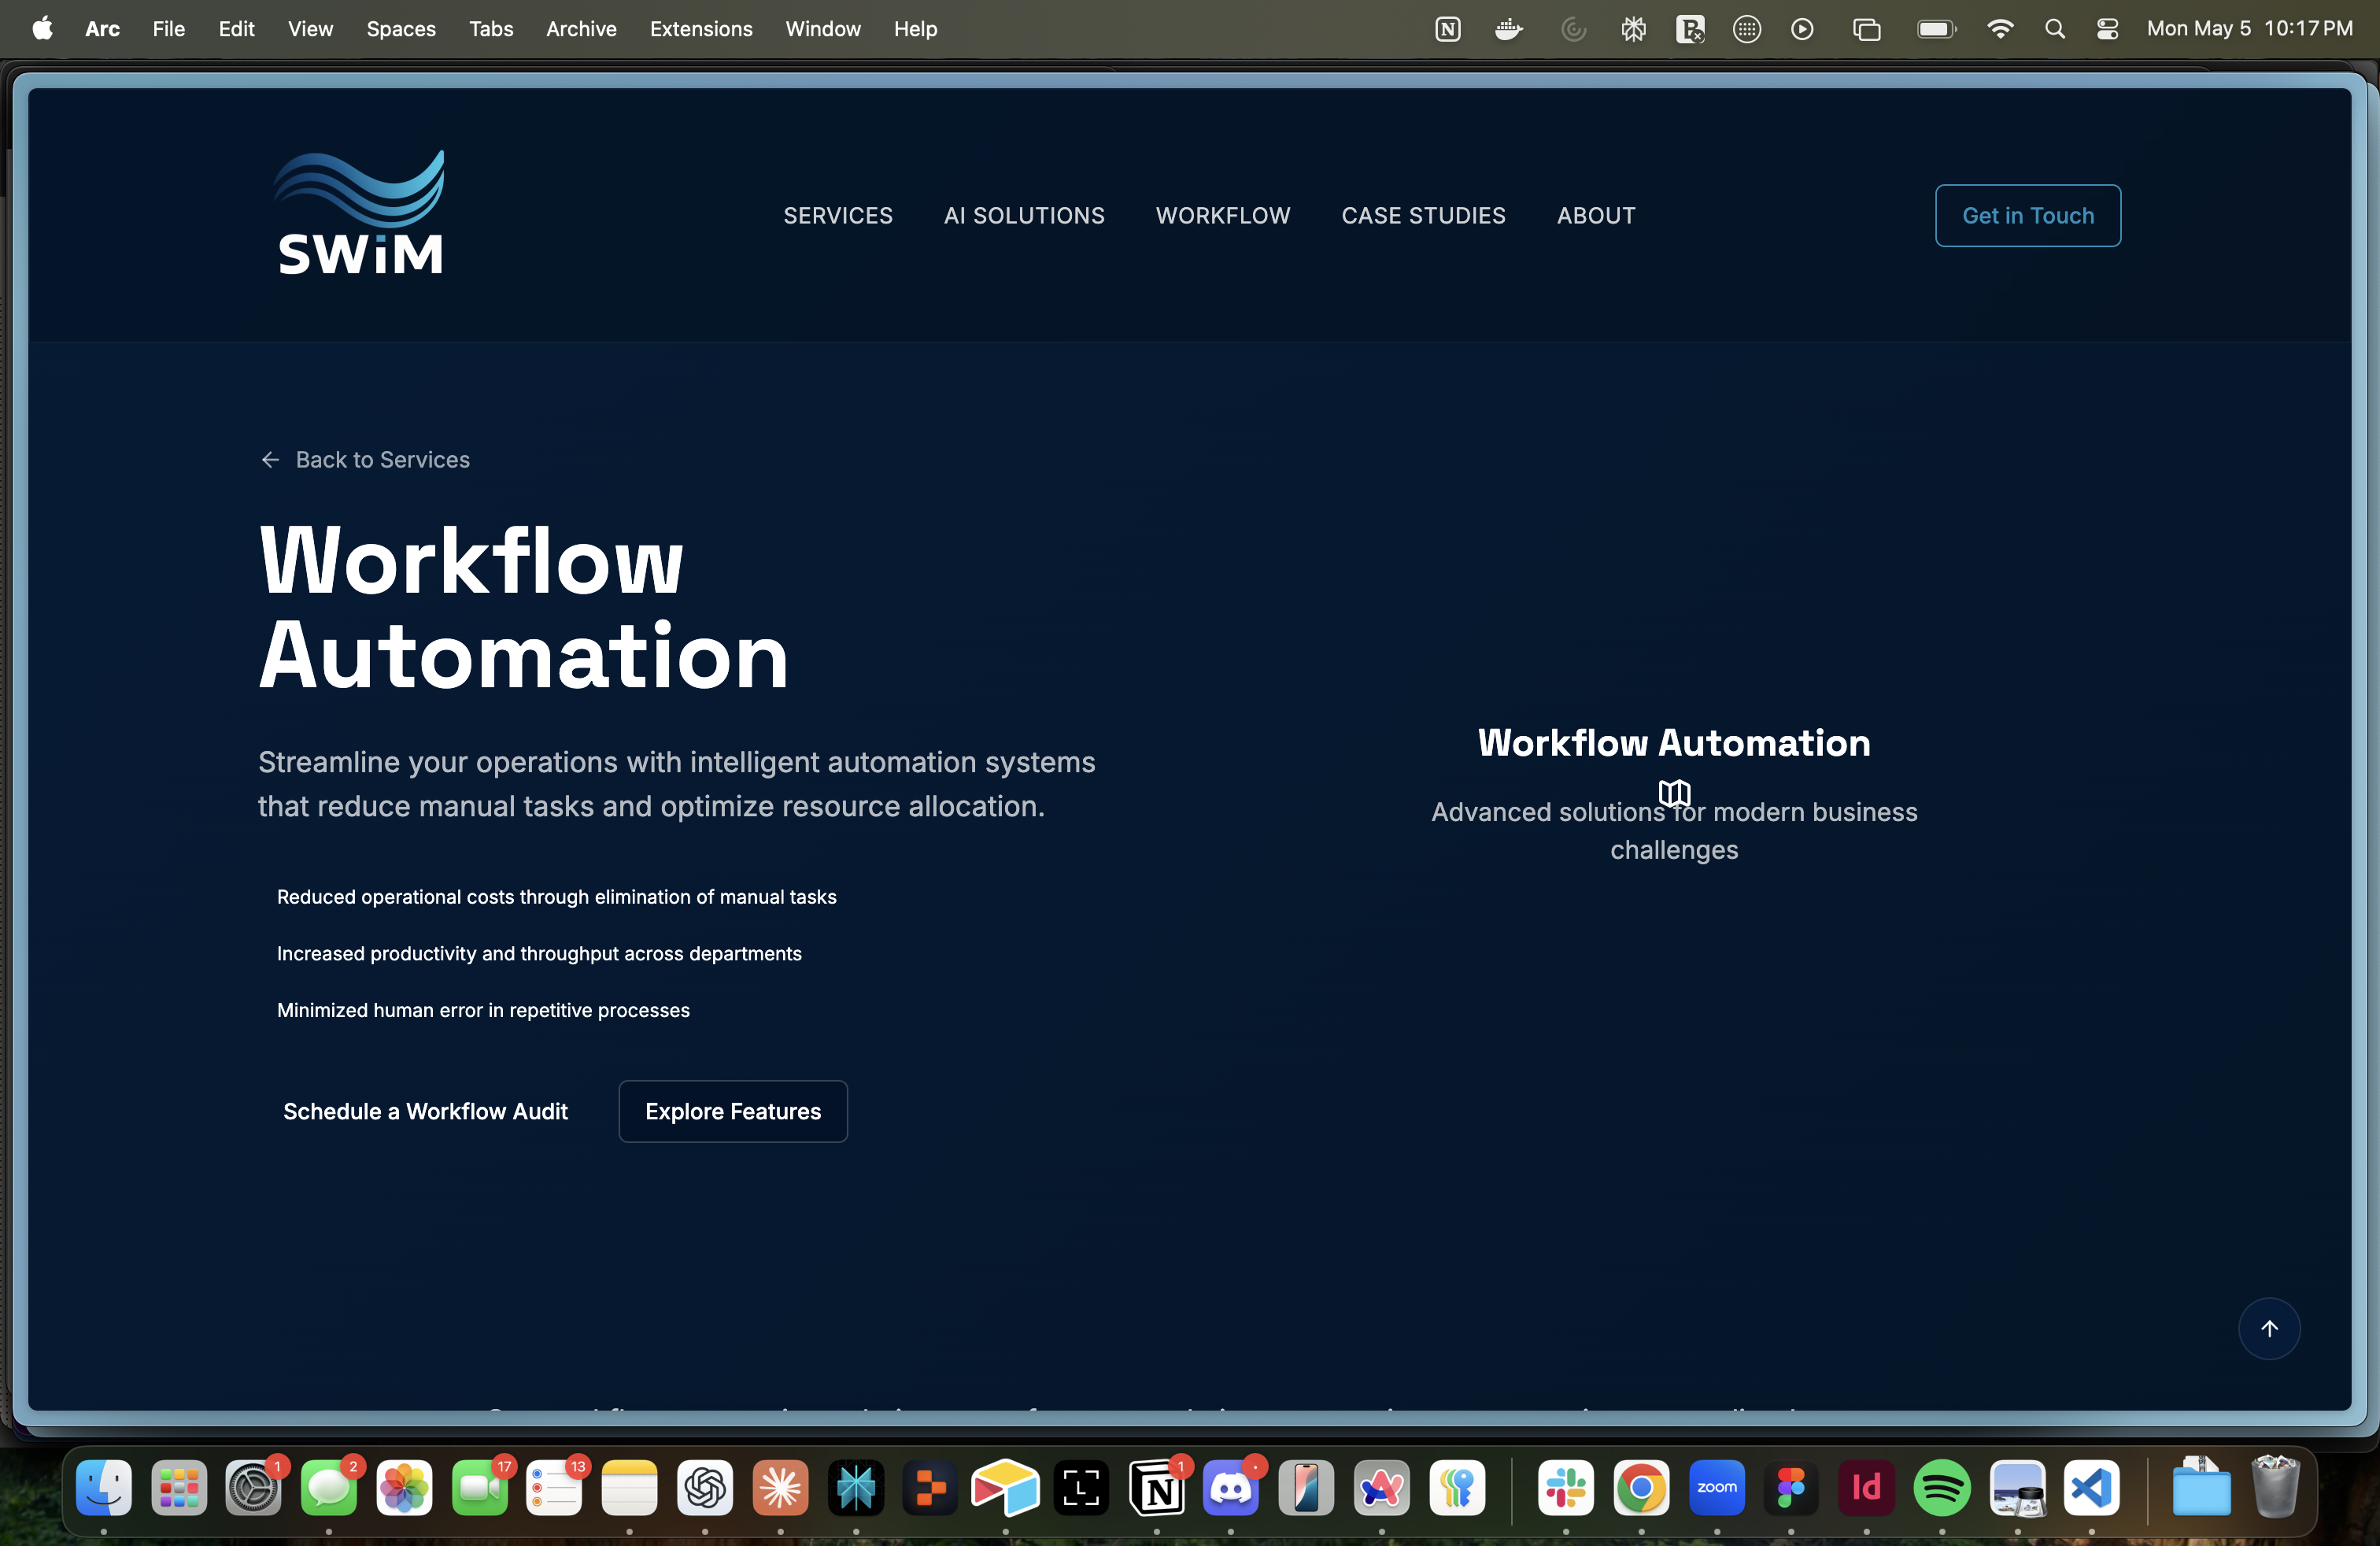 Arc File Edit View Spaces Tabs Archive Extensions Window Help Mon May 5 10:17 PM
SWiM
SERVICES AI SOLUTIONS WORKFLOW CASE STUDIES ABOUT
Get in Touch
Back to Services
Workflow
Automation
Streamline your operations with intelligent automation systems
that reduce manual tasks and optimize resource allocation.
Reduced operational costs through elimination of manual tasks
Increased productivity and throughput across departments
Minimized human error in repetitive processes
Schedule a Workflow Audit
Explore Features
Workflow Automation
Advanced solutions for modern business
challenges
1
2
17
13
1
zoom
Id